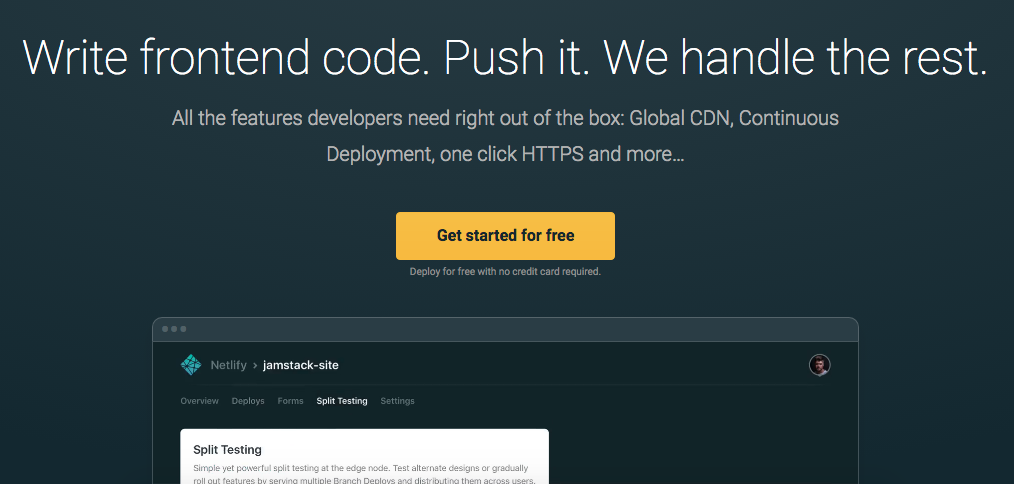 Write frontend code. Push it. We handle the rest.
All the features developers need right out of the box: Global CDN, Continuous
Deployment, one click HTTPS and more...
Get started for free
Deploy for free with no credit card required.
Netlify > jamstack-site
Overview Deploys Forms Split Testing Settings
Split Testing
Simple yet powerful split testing at the edge node. Test alternate designs or gradually
roll out features by serving multiple Branch Deploys and distributing them across users.